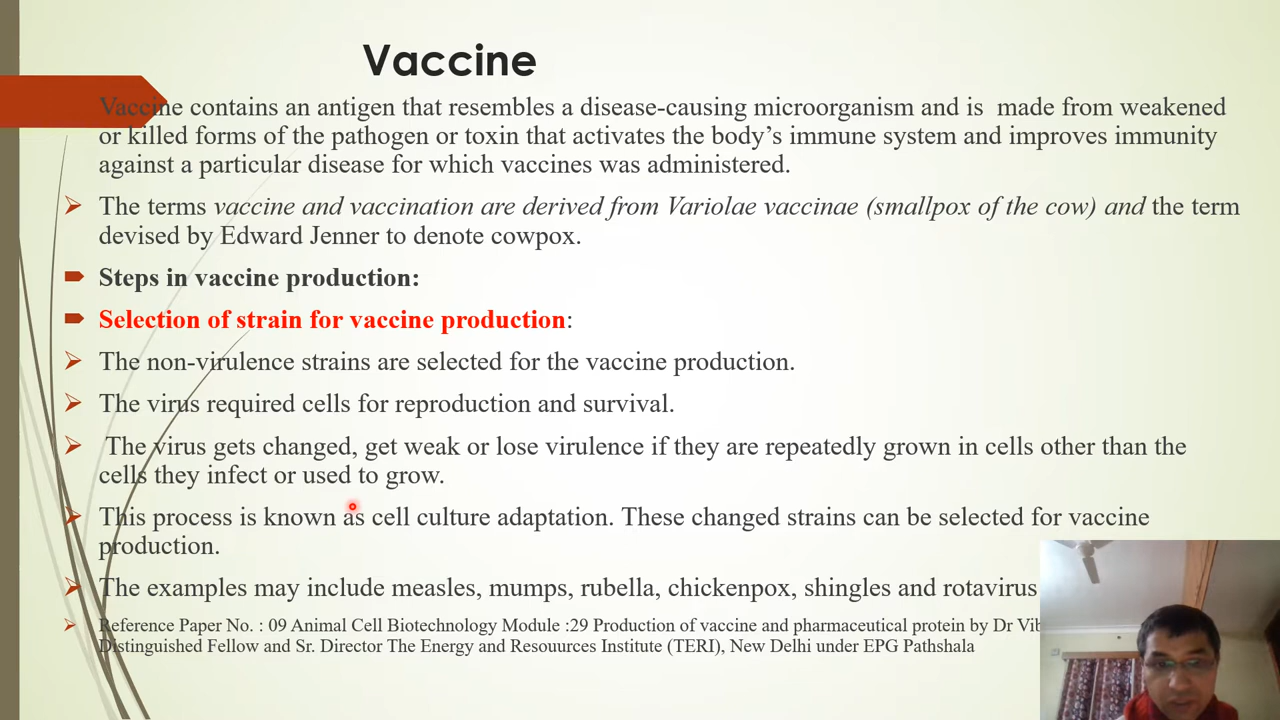 Vaccine
Vaccine contains an antigen that resembles a disease-causing microorganism and is made from weakened
or killed forms of the pathogen or toxin that activates the body’s immune system and improves immunity
against a particular disease for which vaccines was administered.
The terms vaccine and vaccination are derived from Variolae vaccinae (smallpox of the cow) and the term
devised by Edward Jenner to denote cowpox.
Steps in vaccine production:
Selection of strain for vaccine production:
The non-virulence strains are selected for the vaccine production.
The virus required cells for reproduction and survival.
The virus gets changed, get weak or lose virulence if they are repeatedly grown in cells other than the
cells they infect or used to grow.
This process is known as cell culture adaptation. These changed strains can be selected for vaccine
production.
The examples may include measles, mumps, rubella, chickenpox, shingles and rotavirus
Reference Paper No. : 09 Animal Cell Biotechnology Module :29 Production of vaccine and pharmaceutical protein by Dr
Distinguished Fellow and Sr. Director The Energy and Resouurces Institute (TERI), New Delhi under EPG Pathshala